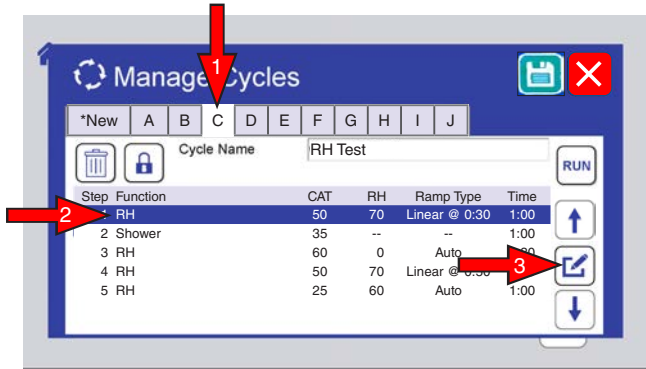 Manage Cycles
1
*New A B C D E F G H I J
Cycle Name RH Test RUN
Step Function CAT RH Ramp Type Time
2 RH 50 70 Linear @ 0:30 1:00
2 Shower 35 -- -- 1:00
3 RH 60 0 Auto
3
4 RH 50 70 Linear @
5 RH 25 60 Auto 1:00